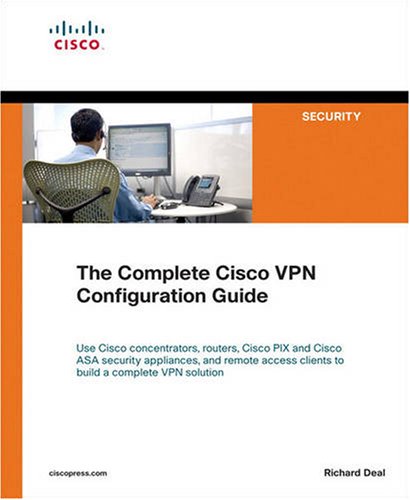 CISCO
SECURITY
The Complete Cisco VPN
Configuration Guide
Use Cisco concentrators, routers, Cisco PIX and Cisco
ASA security appliances, and remote access clients to
build a complete VPN solution
ciscopress.com
Richard Deal